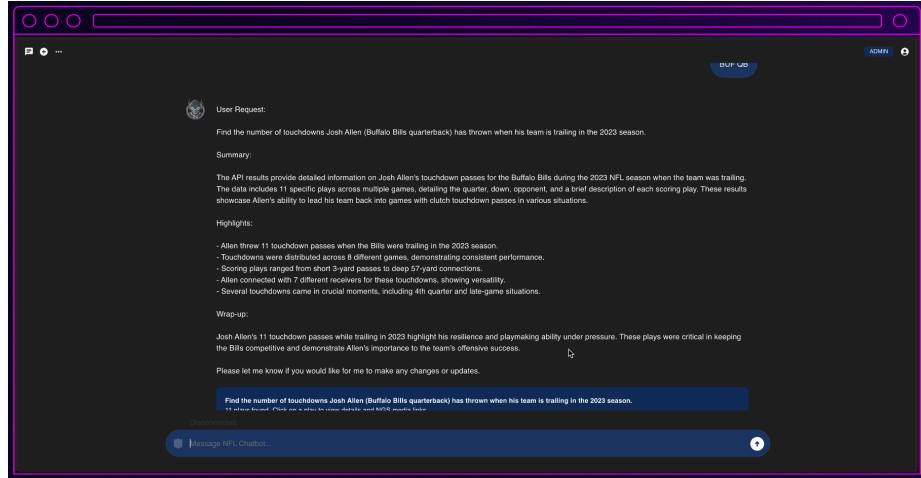 ADMIN
BUF QB
User Request:
Find the number of touchdowns Josh Allen (Buffalo Bills quarterback) has thrown when his team is trailing in the 2023 season.
Summary:
The API results provide detailed information on Josh Allen's touchdown passes for the Buffalo Bills during the 2023 NFL season when the team was trailing.
The data includes 11 specific plays across multiple games, detailing the quarter, down, opponent, and a brief description of each scoring play. These results
showcase Allen's ability to lead his team back into games with clutch touchdown passes in various situations.
Highlights:
- Allen threw 11 touchdown passes when the Bills were trailing in the 2023 season.
- Touchdowns were distributed across 8 different games, demonstrating consistent performance.
- Scoring plays ranged from short 3-yard passes to deep 57-yard connections.
- Allen connected with 7 different receivers for these touchdowns, showing versatility.
- Several touchdowns came in crucial moments, including 4th quarter and late-game situations.
Wrap-up:
Josh Allen's 11 touchdown passes while trailing in 2023 highlight his resilience and playmaking ability under pressure. These plays were critical in keeping
the Bills competitive and demonstrate Allen's importance to the team's offensive success.
Please let me know if you would like for me to make any changes or updates.
Find the number of touchdowns Josh Allen (Buffalo Bills quarterback) has thrown when his team is trailing in the 2023 season.
11 plays found. Click on a play to view details and NGS media links.
Disconnected
Message NFL Chatbot...